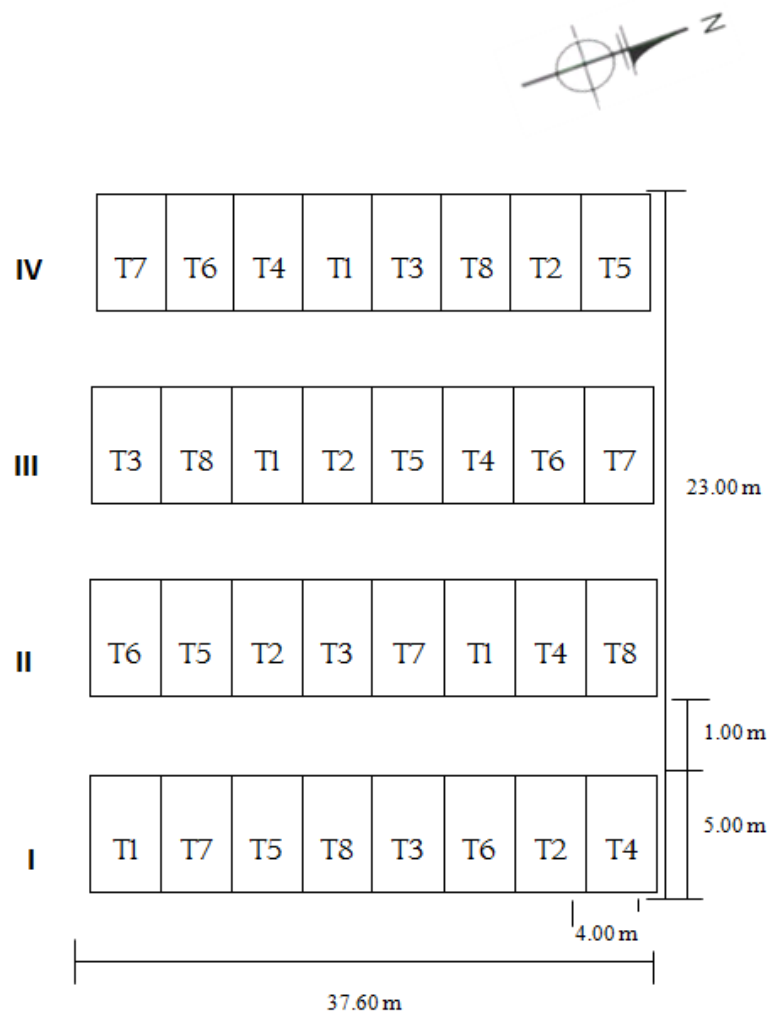 N
IV T7 T6 T4 T1 T3 T8 T2 T5
III T3 T8 T1 T2 T5 T4 T6 T7
23.00 m
II T6 T5 T2 T3 T7 T1 T4 T8
1.00 m
5.00 m
I T1 T7 T5 T8 T3 T6 T2 T4
4.00 m
37.60 m